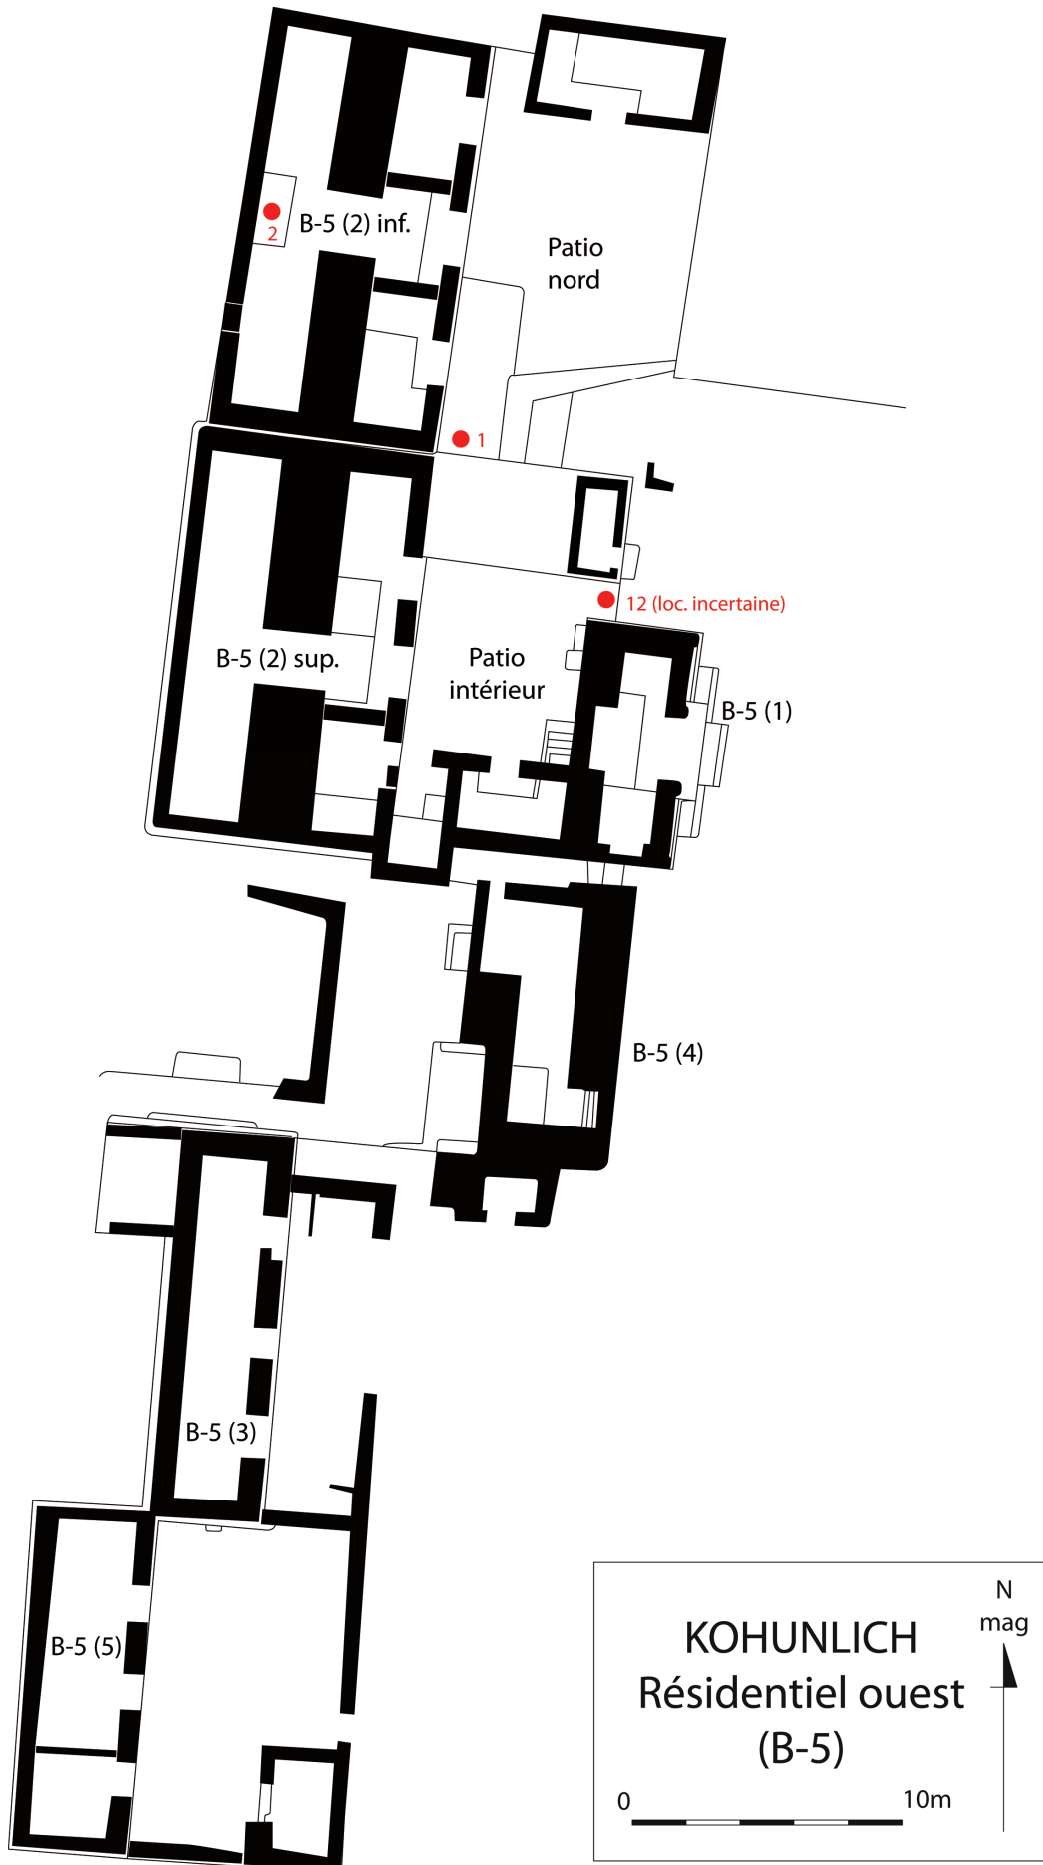 B-5 (2) inf.
2
Patio
nord
1
12 (loc. incertaine)
B-5 (2) sup.
Patio
intérieur
B-5 (1)
B-5 (4)
B-5 (3)
B-5 (5)
KOHUNLICH
Résidentiel ouest
(B-5)
N
mag
0
10m